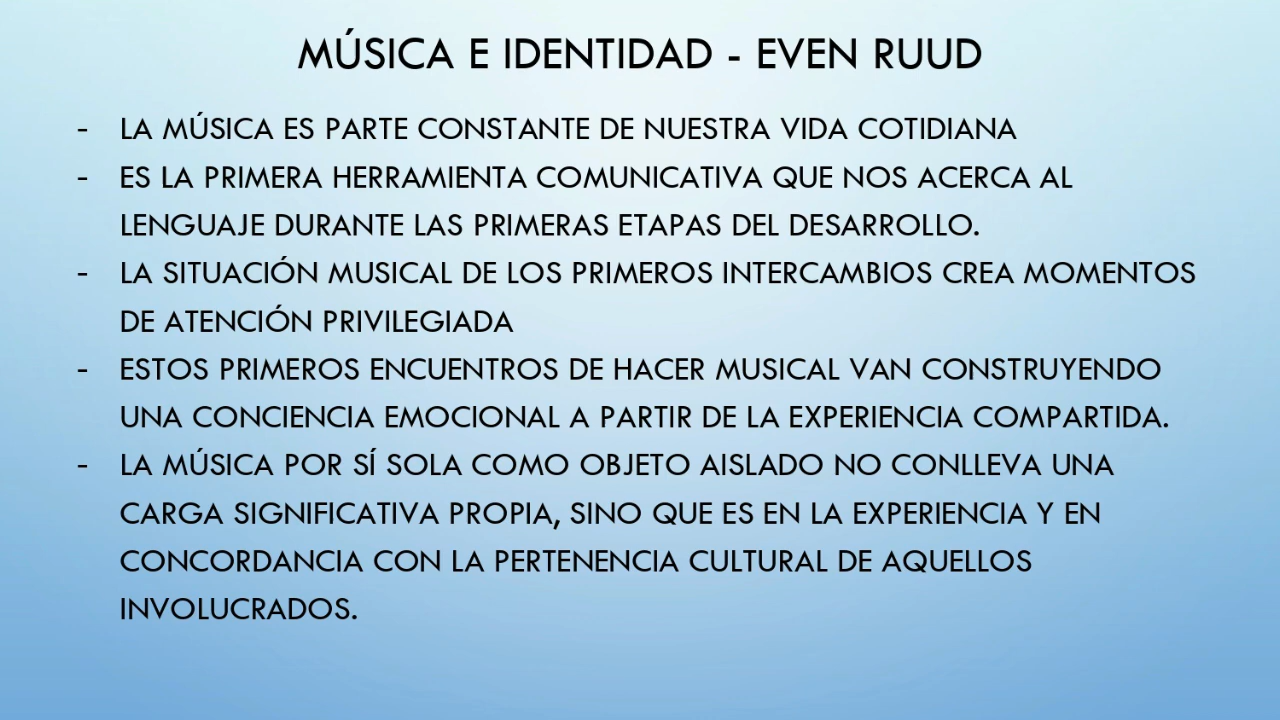 MÚSICA E IDENTIDAD - EVEN RUUD
- LA MÚSICA ES PARTE CONSTANTE DE NUESTRA VIDA COTIDIANA
- ES LA PRIMERA HERRAMIENTA COMUNICATIVA QUE NOS ACERCA AL
LENGUAJE DURANTE LAS PRIMERAS ETAPAS DEL DESARROLLO.
- LA SITUACIÓN MUSICAL DE LOS PRIMEROS INTERCAMBIOS CREA MOMENTOS
DE ATENCIÓN PRIVILEGIADA
- ESTOS PRIMEROS ENCUENTROS DE HACER MUSICAL VAN CONSTRUYENDO
UNA CONCIENCIA EMOCIONAL A PARTIR DE LA EXPERIENCIA COMPARTIDA.
- LA MÚSICA POR SÍ SOLA COMO OBJETO AISLADO NO CONLLEVA UNA
CARGA SIGNIFICATIVA PROPIA, SINO QUE ES EN LA EXPERIENCIA Y EN
CONCORDANCIA CON LA PERTENENCIA CULTURAL DE AQUELLOS
INVOLUCRADOS.